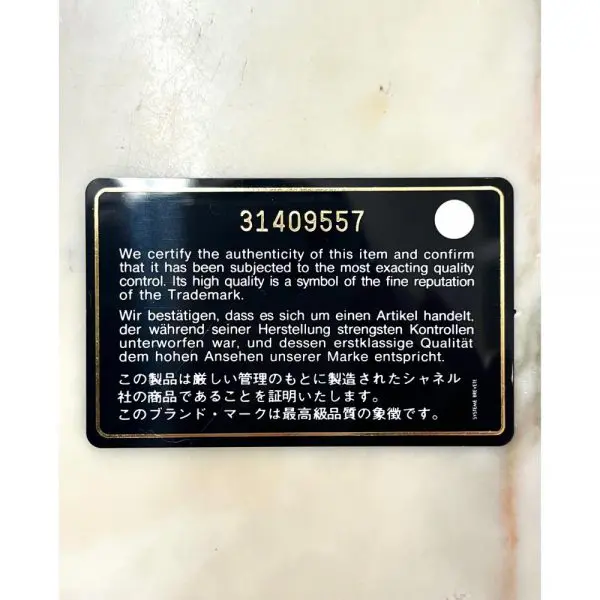 31409557
We certify the authenticity of this item and confirm
that it has been subjected to the most exacting quality
control. Its high quality is a symbol of the fine reputation
of the Trademark.
Wir bestätigen, dass es sich um einen Artikel handelt,
der während seiner Herstellung strengsten Kontrollen
unterworfen war, und dessen erstklassige Qualität
dem hohen Ansehen unserer Marke entspricht.
この製品は厳しい管理のもとに製造されたシャネル
社の商品であることを証明いたします。
このブランド・マークは最高級品質の象徴です。
SYSTEME BREVETE